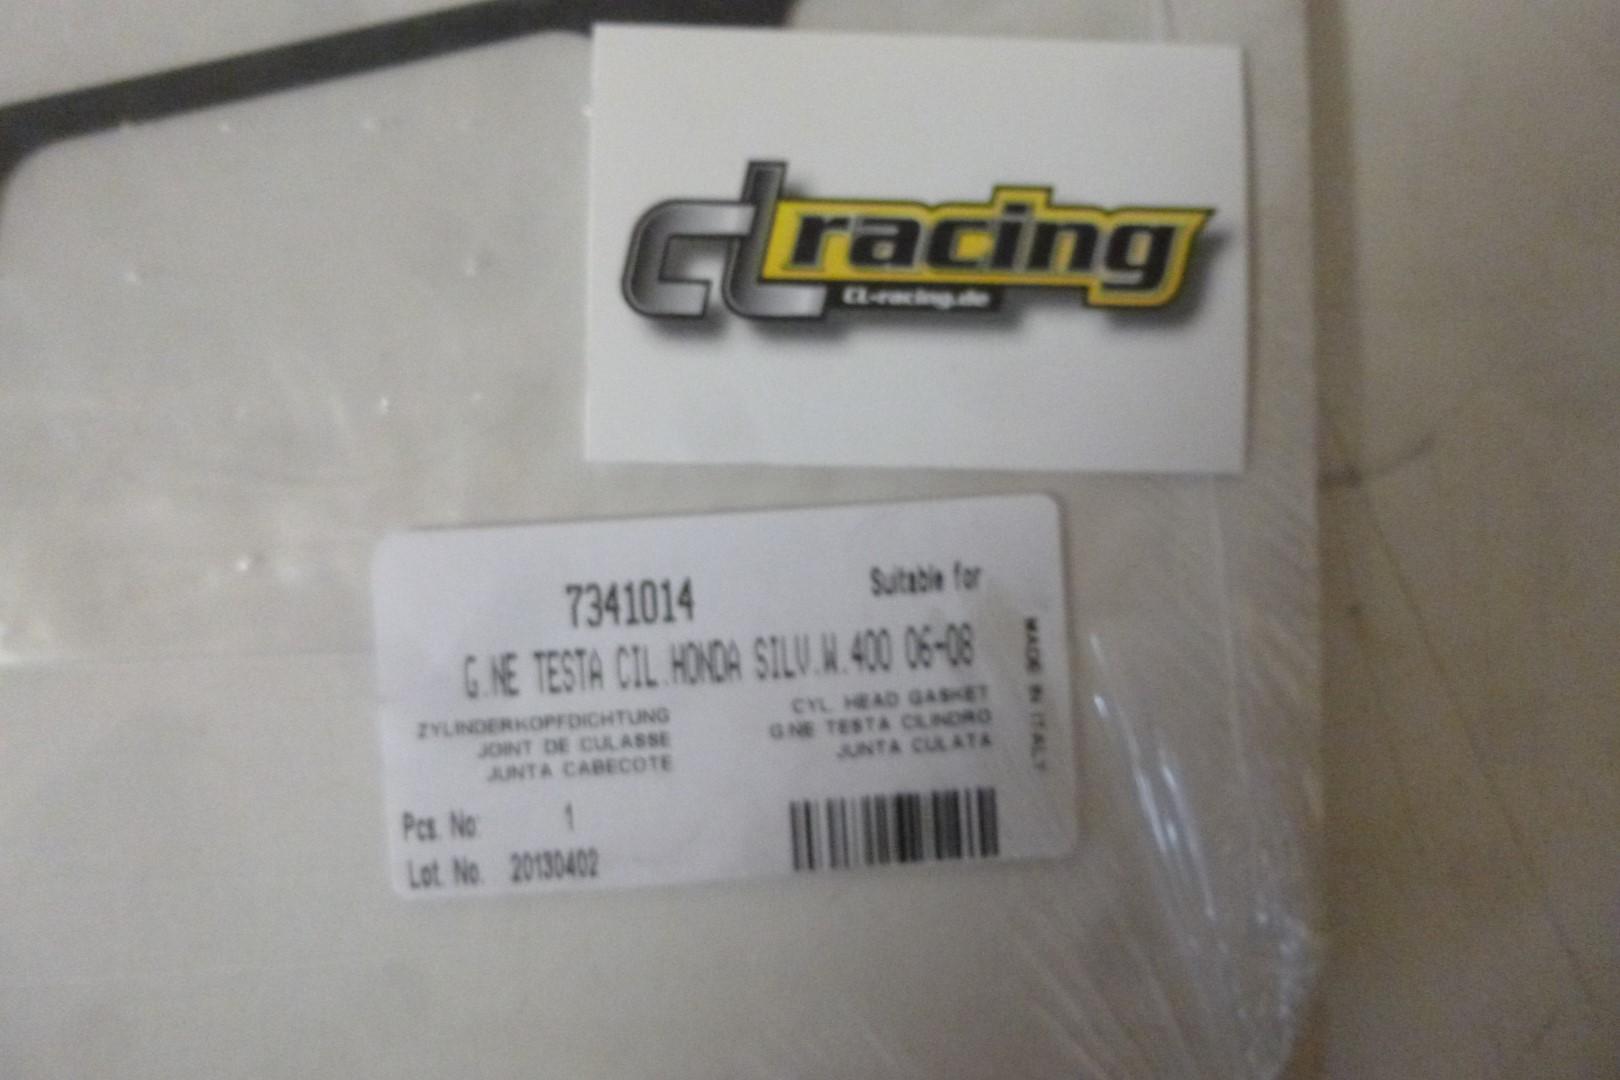 cl racing
CL-racing.de
7341014
Suitable for
G.NE TESTA CIL.HONDA SILV.W.400 06-08
ZYLINDERKOPFDICHTUNG
JOINT DE CULASSE
JUNTA CABECOTE
CYL. HEAD GASKET
G.NE TESTA CILINDRO
JUNTA CULATA
MADE IN ITALY
Pcs. No: 1
Lot. No. 20130402